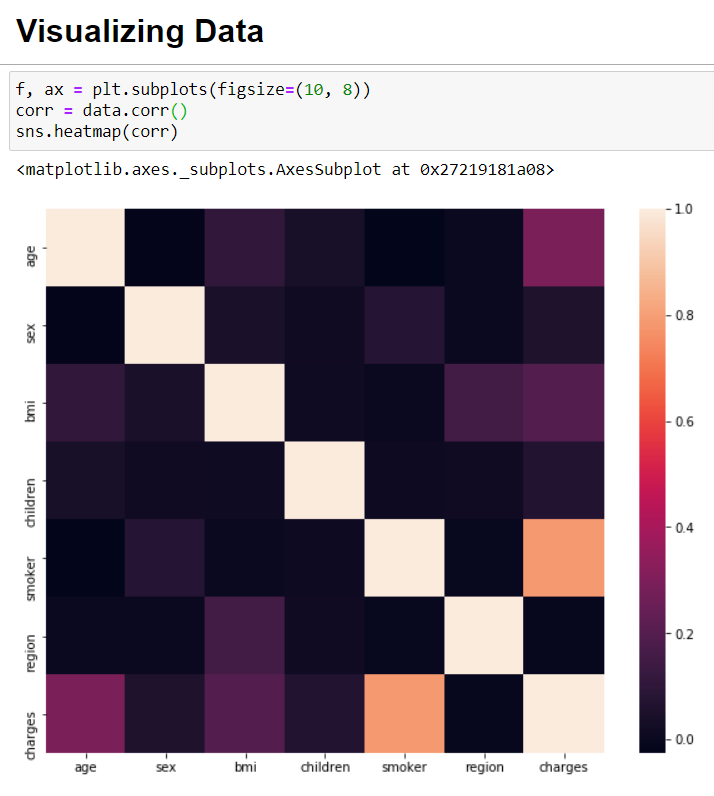 Visualizing Data
f, ax = plt.subplots(figsize=(10, 8))
corr = data.corr()
sns.heatmap(corr)
<matplotlib.axes._subplots.AxesSubplot at 0x27219181a08>
age
sex
bmi
children
smoker
region
charges
age sex bmi children smoker region charges
1.0
0.8
0.6
0.4
0.2
0.0